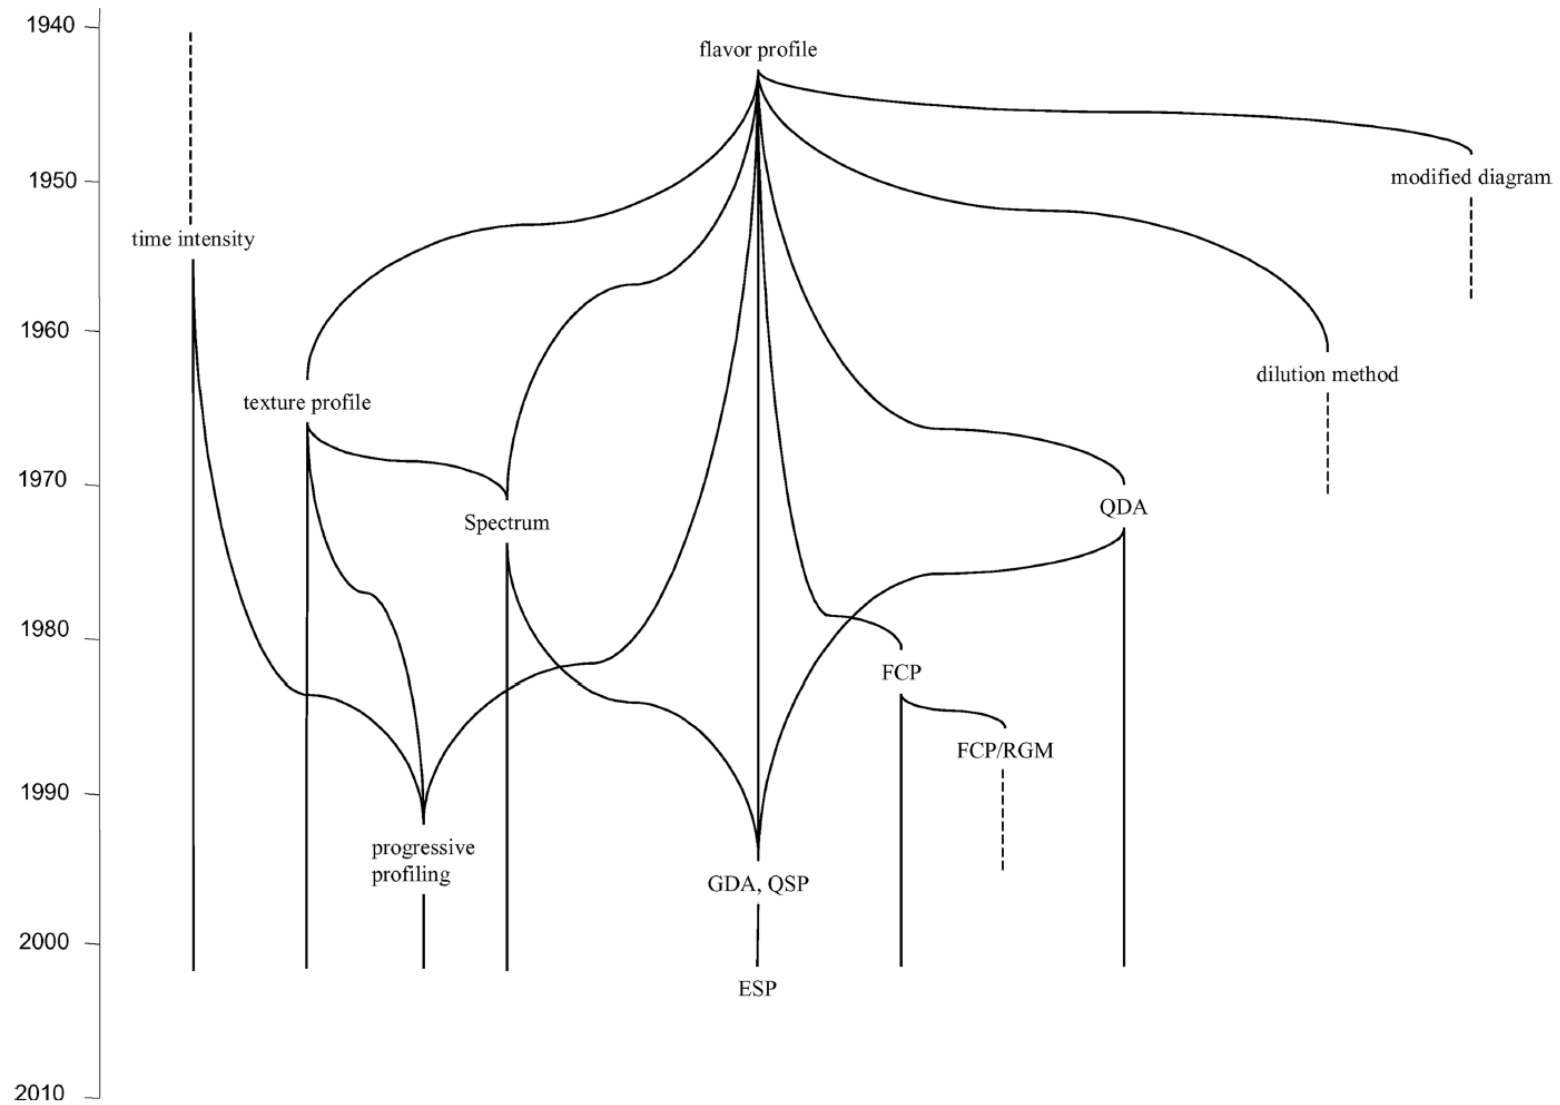 1940
flavor profile
1950
modified diagram
time intensity
1960
dilution method
texture profile
1970
QDA
Spectrum
1980
FCP
FCP/RGM
1990
progressive
profiling
GDA, QSP
2000
ESP
2010